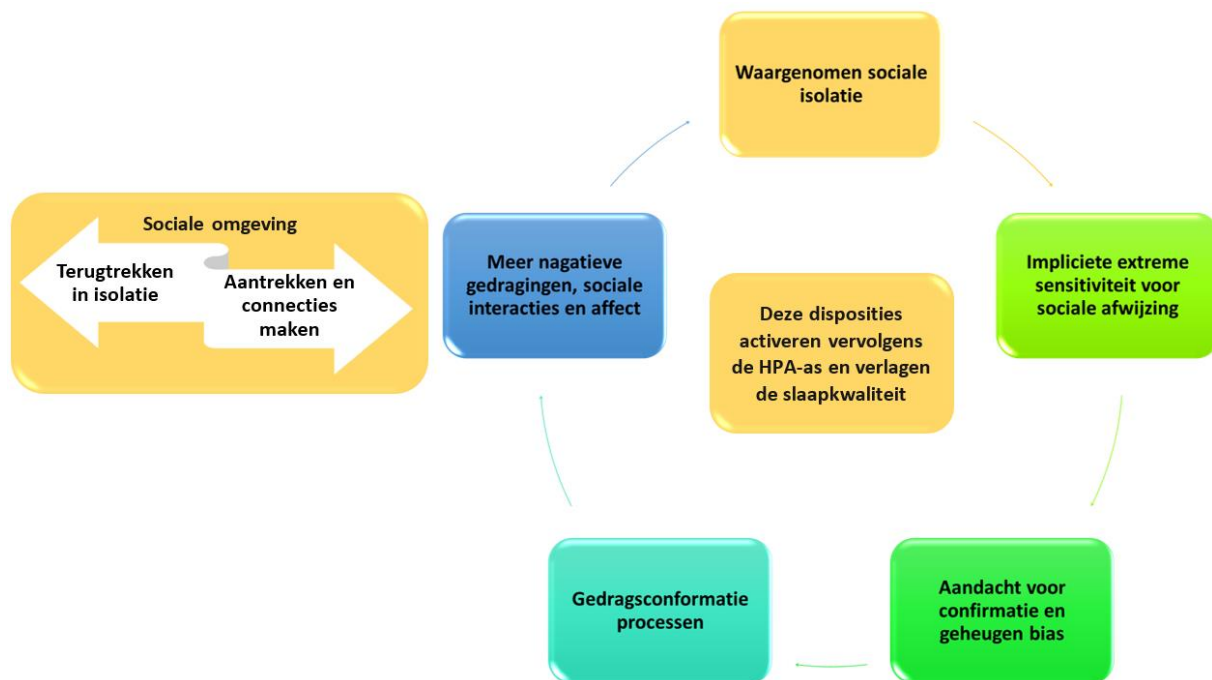 Waargenomen sociale
isolatie
Sociale omgeving
Terugtrekken
in isolatie
Aantrekken en
connecties
maken
Meer nagatieve
gedragingen, sociale
interacties en affect
Impliciete extreme
sensitiviteit voor
sociale afwijzing
Deze disposities
activeren vervolgens
de HPA-as en verlagen
de slaapkwaliteit
Gedragsconformatie
processen
Aandacht voor
confirmatie en
geheugen bias